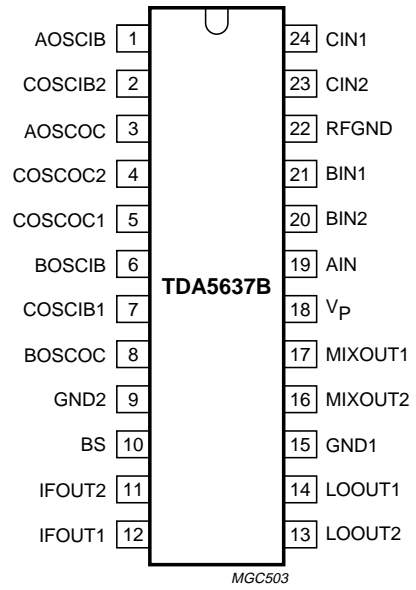 AOSCIB 1 24 CIN1
COSCIB2 2 23 CIN2
AOSCOC 3 22 RFGND
COSCOC2 4 21 BIN1
COSCOC1 5 20 BIN2
BOSCIB 6 19 AIN
TDA5637B
COSCIB1 7 18 VP
BOSCOC 8 17 MIXOUT1
GND2 9 16 MIXOUT2
BS 10 15 GND1
IFOUT2 11 14 LOOUT1
IFOUT1 12 13 LOOUT2
MGC503